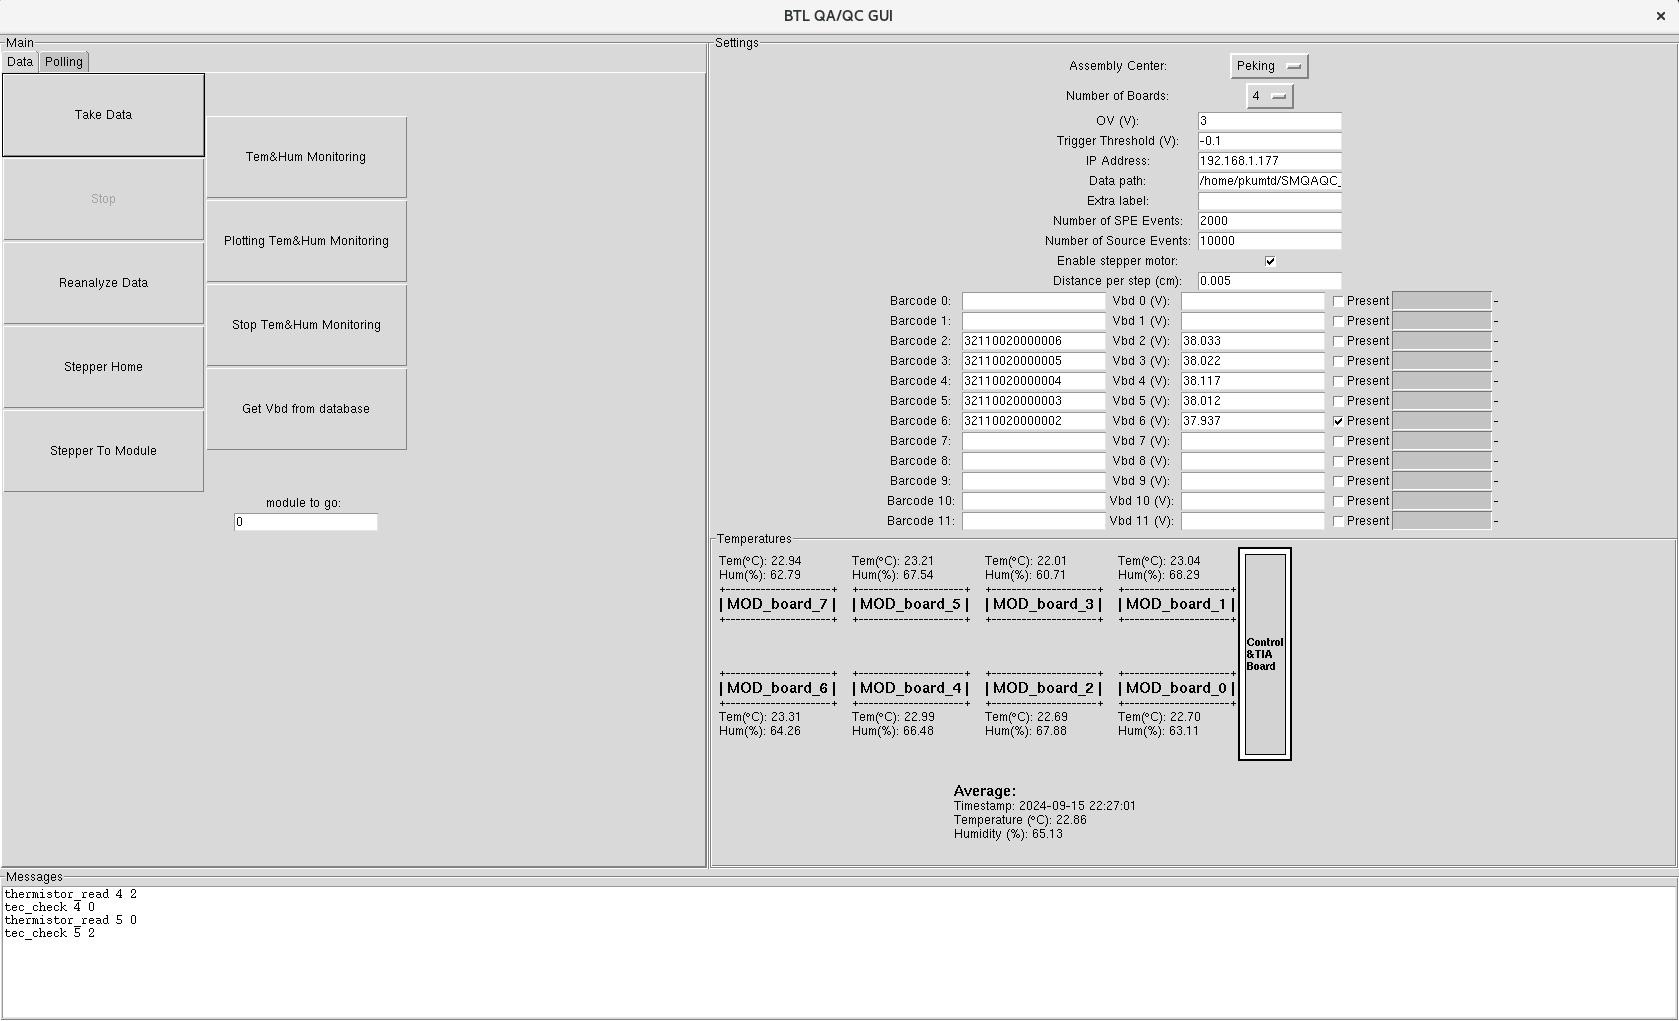 BTL QA/QC GUI
Main
Data Polling
Take Data
Stop
Reanalyze Data
Stepper Home
Stepper To Module
Tem&Hum Monitoring
Plotting Tem&Hum Monitoring
Stop Tem&Hum Monitoring
Get Vbd from database
module to go:
0
Settings
Assembly Center: Peking
Number of Boards: 4
OV (V): 3
Trigger Threshold (V): -0.1
IP Address: 192.168.1.177
Data path: /home/pkumtd/SMQAQC_
Extra label:
Number of SPE Events: 2000
Number of Source Events: 10000
Enable stepper motor:
Distance per step (cm): 0.005
Barcode 0: Vbd 0 (V): Present -
Barcode 1: Vbd 1 (V): Present -
Barcode 2: 32110020000006 Vbd 2 (V): 38.033 Present -
Barcode 3: 32110020000005 Vbd 3 (V): 38.022 Present -
Barcode 4: 32110020000004 Vbd 4 (V): 38.117 Present -
Barcode 5: 32110020000003 Vbd 5 (V): 38.012 Present -
Barcode 6: 32110020000002 Vbd 6 (V): 37.937 Present -
Barcode 7: Vbd 7 (V): Present -
Barcode 8: Vbd 8 (V): Present -
Barcode 9: Vbd 9 (V): Present -
Barcode 10: Vbd 10 (V): Present -
Barcode 11: Vbd 11 (V): Present -
Temperatures
Tem(°C): 22.94 Tem(°C): 23.21 Tem(°C): 22.01 Tem(°C): 23.04
Hum(%): 62.79 Hum(%): 67.54 Hum(%): 60.71 Hum(%): 68.29
| MOD_board_7 | | MOD_board_5 | | MOD_board_3 | | MOD_board_1 |
| MOD_board_6 | | MOD_board_4 | | MOD_board_2 | | MOD_board_0 |
Tem(°C): 23.31 Tem(°C): 22.99 Tem(°C): 22.69 Tem(°C): 22.70
Hum(%): 64.26 Hum(%): 66.48 Hum(%): 67.88 Hum(%): 63.11
Control
&TIA
Board
Average:
Timestamp: 2024-09-15 22:27:01
Temperature (°C): 22.86
Humidity (%): 65.13
Messages
thermistor_read 4 2
tec_check 4 0
thermistor_read 5 0
tec_check 5 2